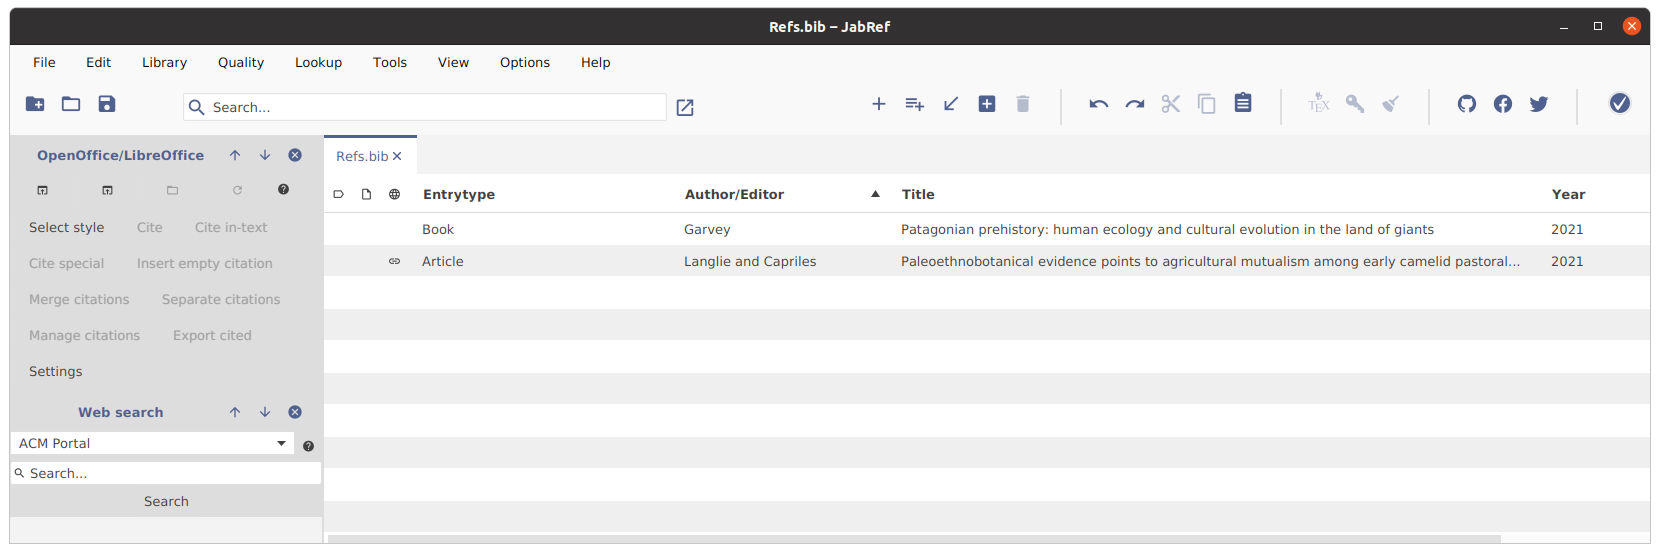 Refs.bib – JabRef
File Edit Library Quality Lookup Tools View Options Help
Search...
TEX
OpenOffice/LibreOffice
Select style Cite Cite in-text
Cite special Insert empty citation
Merge citations Separate citations
Manage citations Export cited
Settings
Web search
ACM Portal
Search...
Search
Refs.bib
Entrytype Author/Editor Title Year
Book Garvey Patagonian prehistory: human ecology and cultural evolution in the land of giants 2021
Article Langlie and Capriles Paleoethnobotanical evidence points to agricultural mutualism among early camelid pastoral... 2021